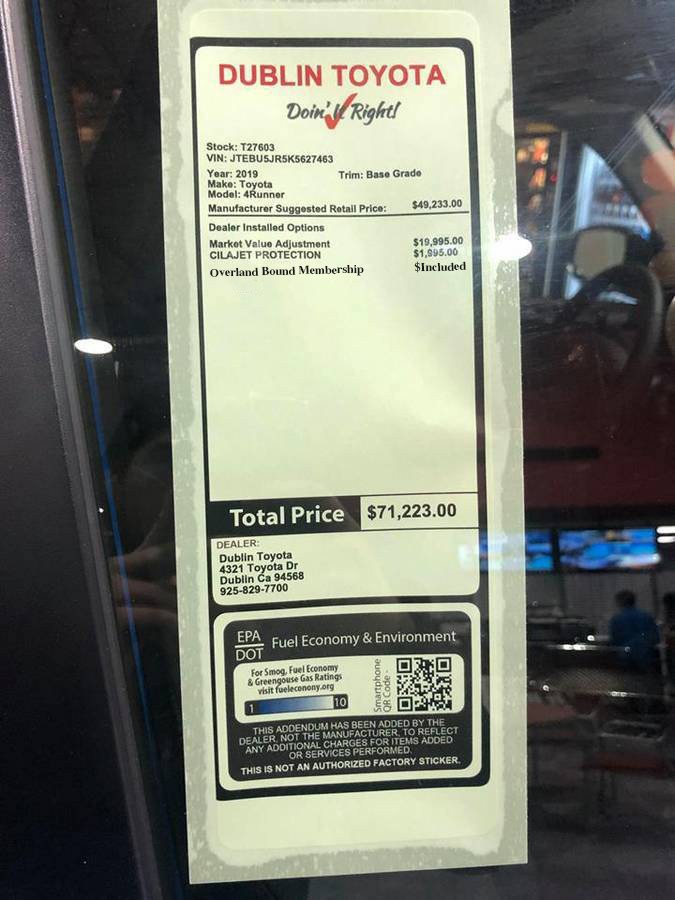 DUBLIN TOYOTA
Doin' It Right!
Stock: T27603
VIN: JTEBU5JR5K5627463
Year: 2019 Trim: Base Grade
Make: Toyota
Model: 4Runner
Manufacturer Suggested Retail Price: $49,233.00
Dealer Installed Options
Market Value Adjustment $19,995.00
CILAJET PROTECTION $1,995.00
Overland Bound Membership $Included
Total Price $71,223.00
DEALER:
Dublin Toyota
4321 Toyota Dr
Dublin Ca 94568
925-829-7700
EPA
DOT
Fuel Economy & Environment
For Smog, Fuel Economy
& Greengouse Gas Ratings
visit fueleconony.org
1 10
Smartphone
QR Code -
THIS ADDENDUM HAS BEEN ADDED BY THE
DEALER, NOT THE MANUFACTURER, TO REFLECT
ANY ADDITIONAL CHARGES FOR ITEMS ADDED
OR SERVICES PERFORMED.
THIS IS NOT AN AUTHORIZED FACTORY STICKER.